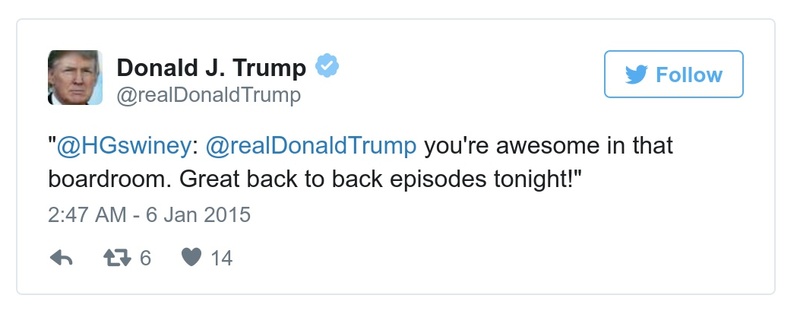 Donald J. Trump
@realDonaldTrump
Follow
"@HGswiney: @realDonaldTrump you're awesome in that
boardroom. Great back to back episodes tonight!"
2:47 AM - 6 Jan 2015
6 14